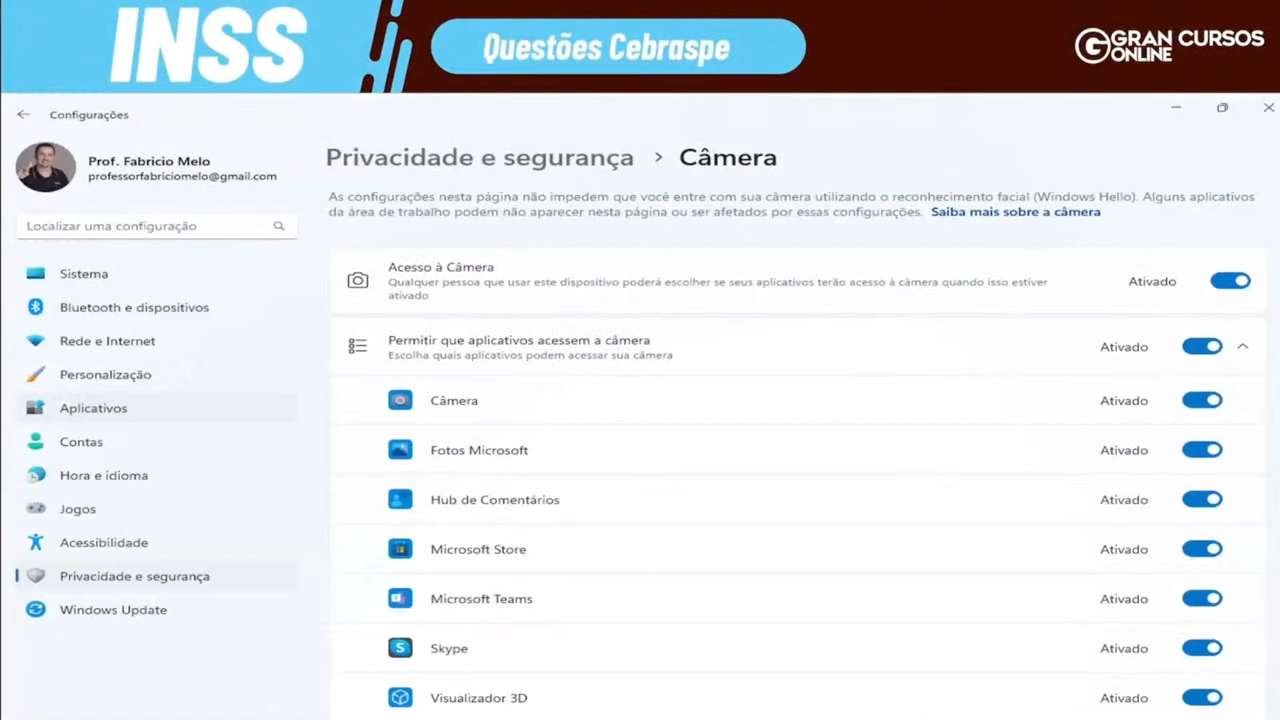 INSS
Questões Cebraspe
GRAN CURSOS
ONLINE
Configurações
Prof. Fabricio Melo
professorfabriciomelo@gmail.com
Localizar uma configuração
Sistema
Bluetooth e dispositivos
Rede e Internet
Personalização
Aplicativos
Contas
Hora e idioma
Jogos
Acessibilidade
Privacidade e segurança
Windows Update
Privacidade e segurança > Câmera
As configurações nesta página não impedem que você entre com sua câmera utilizando o reconhecimento facial (Windows Hello). Alguns aplicativos
da área de trabalho podem não aparecer nesta página ou ser afetados por essas configurações. Saiba mais sobre a câmera
Acesso à Câmera
Qualquer pessoa que usar este dispositivo poderá escolher se seus aplicativos terão acesso à câmera quando isso estiver
ativado
Ativado
Permitir que aplicativos acessem a câmera
Escolha quais aplicativos podem acessar sua câmera
Ativado
Câmera Ativado
Fotos Microsoft Ativado
Hub de Comentários Ativado
Microsoft Store Ativado
Microsoft Teams Ativado
Skype Ativado
Visualizador 3D Ativado